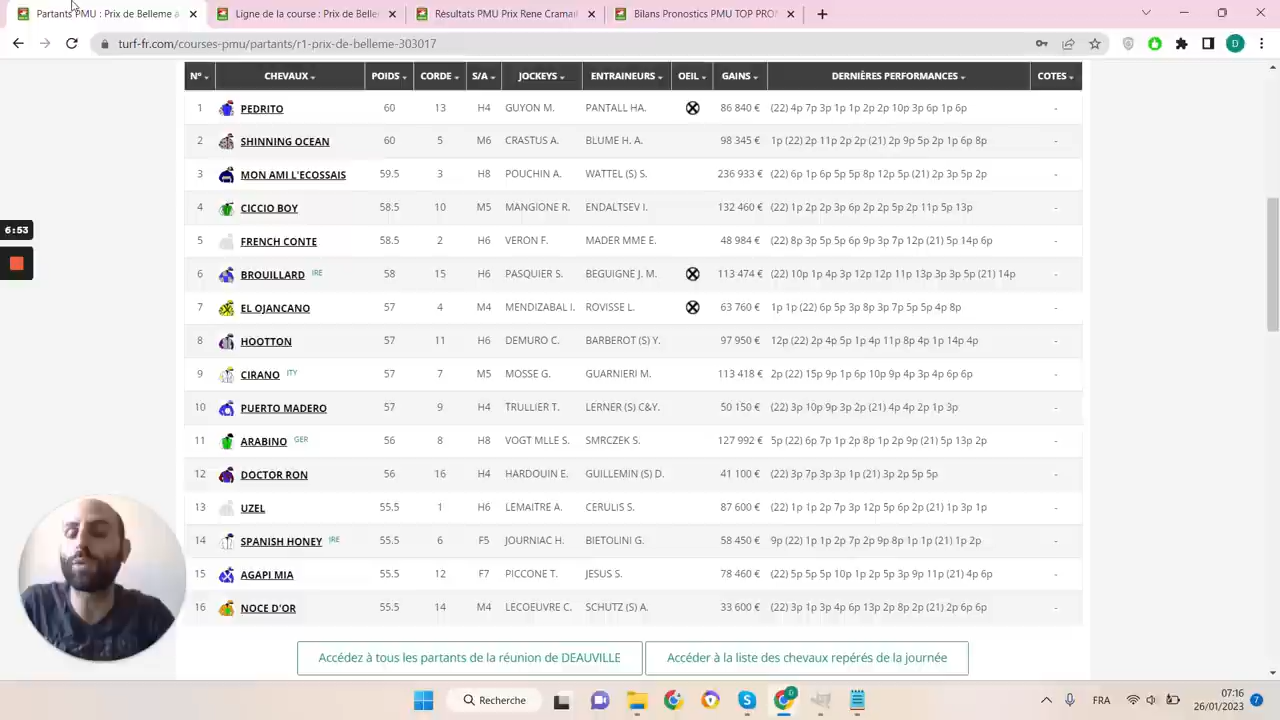 Partants PMU : Prix de Belleme à
Ligne de la course : Prix de Belle
Résultats PMU Prix Rene Cramail
Bilans Pronostics PMU TOP PRO
turf-fr.com/courses-pmu/partants/r1-prix-de-belleme-303017
D
N° CHEVAUX POIDS CORDE S/A JOCKEYS ENTRAINEURS OEIL GAINS DERNIÈRES PERFORMANCES COTES
1 PEDRITO 60 13 H4 GUYON M. PANTALL HA. 86 840 € (22) 4p 7p 3p 1p 1p 2p 2p 10p 3p 6p 1p 6p -
2 SHINNING OCEAN 60 5 M6 CRASTUS A. BLUME H. A. 98 345 € 1p (22) 2p 11p 2p 2p (21) 2p 9p 5p 2p 1p 6p 8p -
3 MON AMI L'ECOSSAIS 59.5 3 H8 POUCHIN A. WATTEL (S) S. 236 933 € (22) 6p 1p 6p 5p 5p 8p 12p 5p (21) 2p 3p 5p 2p -
4 CICCIO BOY 58.5 10 M5 MANGIONE R. ENDALTSEV I. 132 460 € (22) 1p 2p 2p 3p 6p 2p 2p 5p 2p 11p 5p 13p -
5 FRENCH CONTE 58.5 2 H6 VERON F. MADER MME E. 48 984 € (22) 8p 3p 5p 5p 6p 9p 3p 7p 12p (21) 5p 14p 6p -
6:53
6 BROUILLARD IRE 58 15 H6 PASQUIER S. BEGUIGNE J. M. 113 474 € (22) 10p 1p 4p 3p 12p 12p 11p 13p 3p 3p 5p (21) 14p -
7 EL OJANCANO 57 4 M4 MENDIZABAL I. ROVISSE L. 63 760 € 1p 1p (22) 6p 5p 3p 8p 3p 7p 5p 5p 4p 8p -
8 HOOTTON 57 11 H6 DEMURO C. BARBEROT (S) Y. 97 950 € 12p (22) 2p 4p 5p 1p 4p 11p 8p 4p 1p 14p 4p -
9 CIRANO ITY 57 7 M5 MOSSE G. GUARNIERI M. 113 418 € 2p (22) 15p 9p 1p 6p 10p 9p 4p 3p 4p 6p 6p -
10 PUERTO MADERO 57 9 H4 TRULLIER T. LERNER (S) C&Y. 50 150 € (22) 3p 10p 9p 3p 2p (21) 4p 4p 2p 1p 3p -
11 ARABINO GER 56 8 H8 VOGT MLLE S. SMRCZEK S. 127 992 € 5p (22) 6p 7p 1p 2p 8p 1p 2p 9p (21) 5p 13p 2p -
12 DOCTOR RON 56 16 H4 HARDOUIN E. GUILLEMIN (S) D. 41 100 € (22) 3p 7p 3p 3p 1p (21) 3p 2p 5p 5p -
13 UZEL 55.5 1 H6 LEMAITRE A. CERULIS S. 87 600 € (22) 1p 1p 2p 7p 3p 12p 5p 6p 2p (21) 1p 3p 1p -
14 SPANISH HONEY IRE 55.5 6 F5 JOURNIAC H. BIETOLINI G. 58 450 € 9p (22) 1p 1p 2p 7p 2p 9p 8p 1p 1p (21) 1p 2p -
15 AGAPI MIA 55.5 12 F7 PICCONE T. JESUS S. 78 460 € (22) 5p 5p 5p 10p 1p 2p 5p 3p 9p 11p (21) 4p 6p -
16 NOCE D'OR 55.5 14 M4 LECOEUVRE C. SCHUTZ (S) A. 33 600 € (22) 3p 1p 3p 4p 6p 13p 2p 8p 2p (21) 2p 6p 6p -
Accédez à tous les partants de la réunion de DEAUVILLE
Accéder à la liste des chevaux repérés de la journée
Recherche
FRA
07:16
26/01/2023